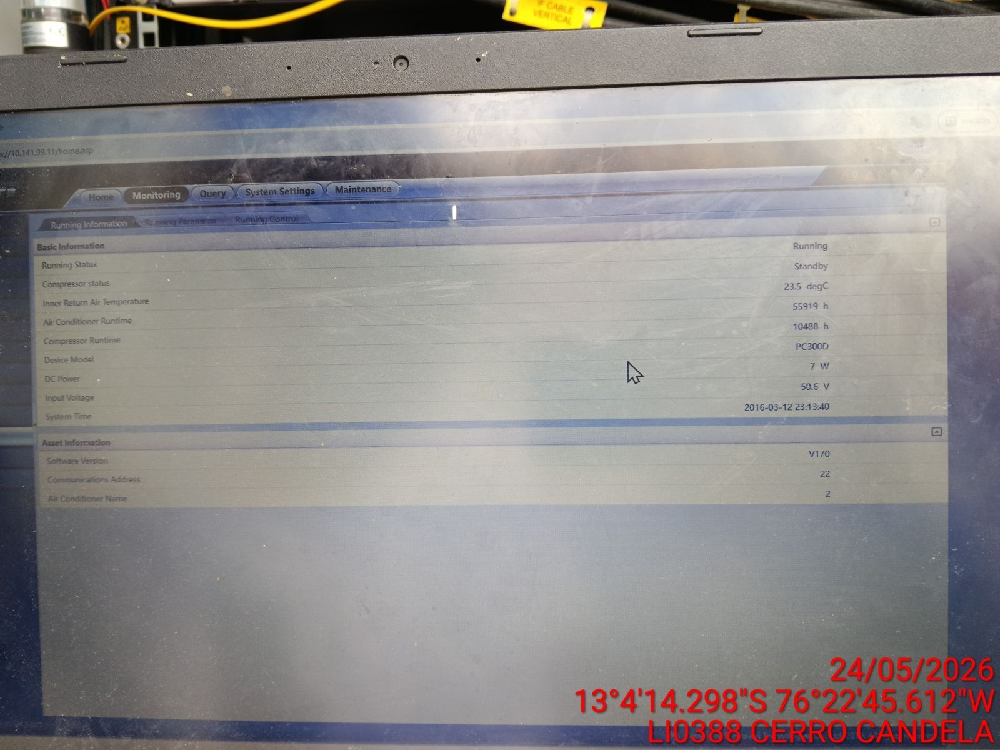 IF CABLE
VERTICAL
s://10.141.99.11/home.asp
Home Monitoring Query System Settings Maintenance
Running Information Running Parameter Running Control
Basic Information
Running Status Running
Compressor status Standby
Inner Return Air Temperature 23.5 degC
Air Conditioner Runtime 55919 h
Compressor Runtime 10488 h
Device Model PC300D
DC Power 7 W
Input Voltage 50.6 V
System Time 2016-03-12 23:13:40
Asset Information
Software Version V170
Communications Address 22
Air Conditioner Name 2
24/05/2026
13°4'14.298"S 76°22'45.612"W
LI0388 CERRO CANDELA